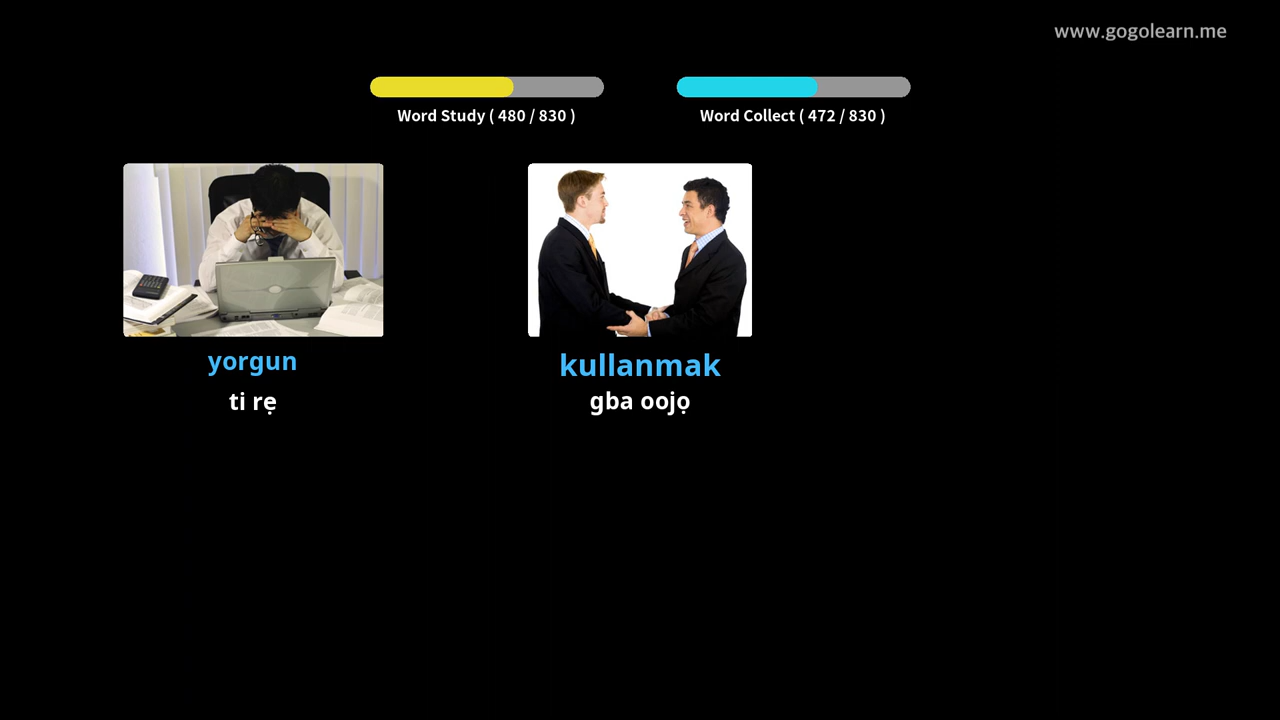 www.gogolearn.me
Word Study ( 480 / 830 )
Word Collect ( 472 / 830 )
yorgun
ti rẹ
kullanmak
gba oojọ